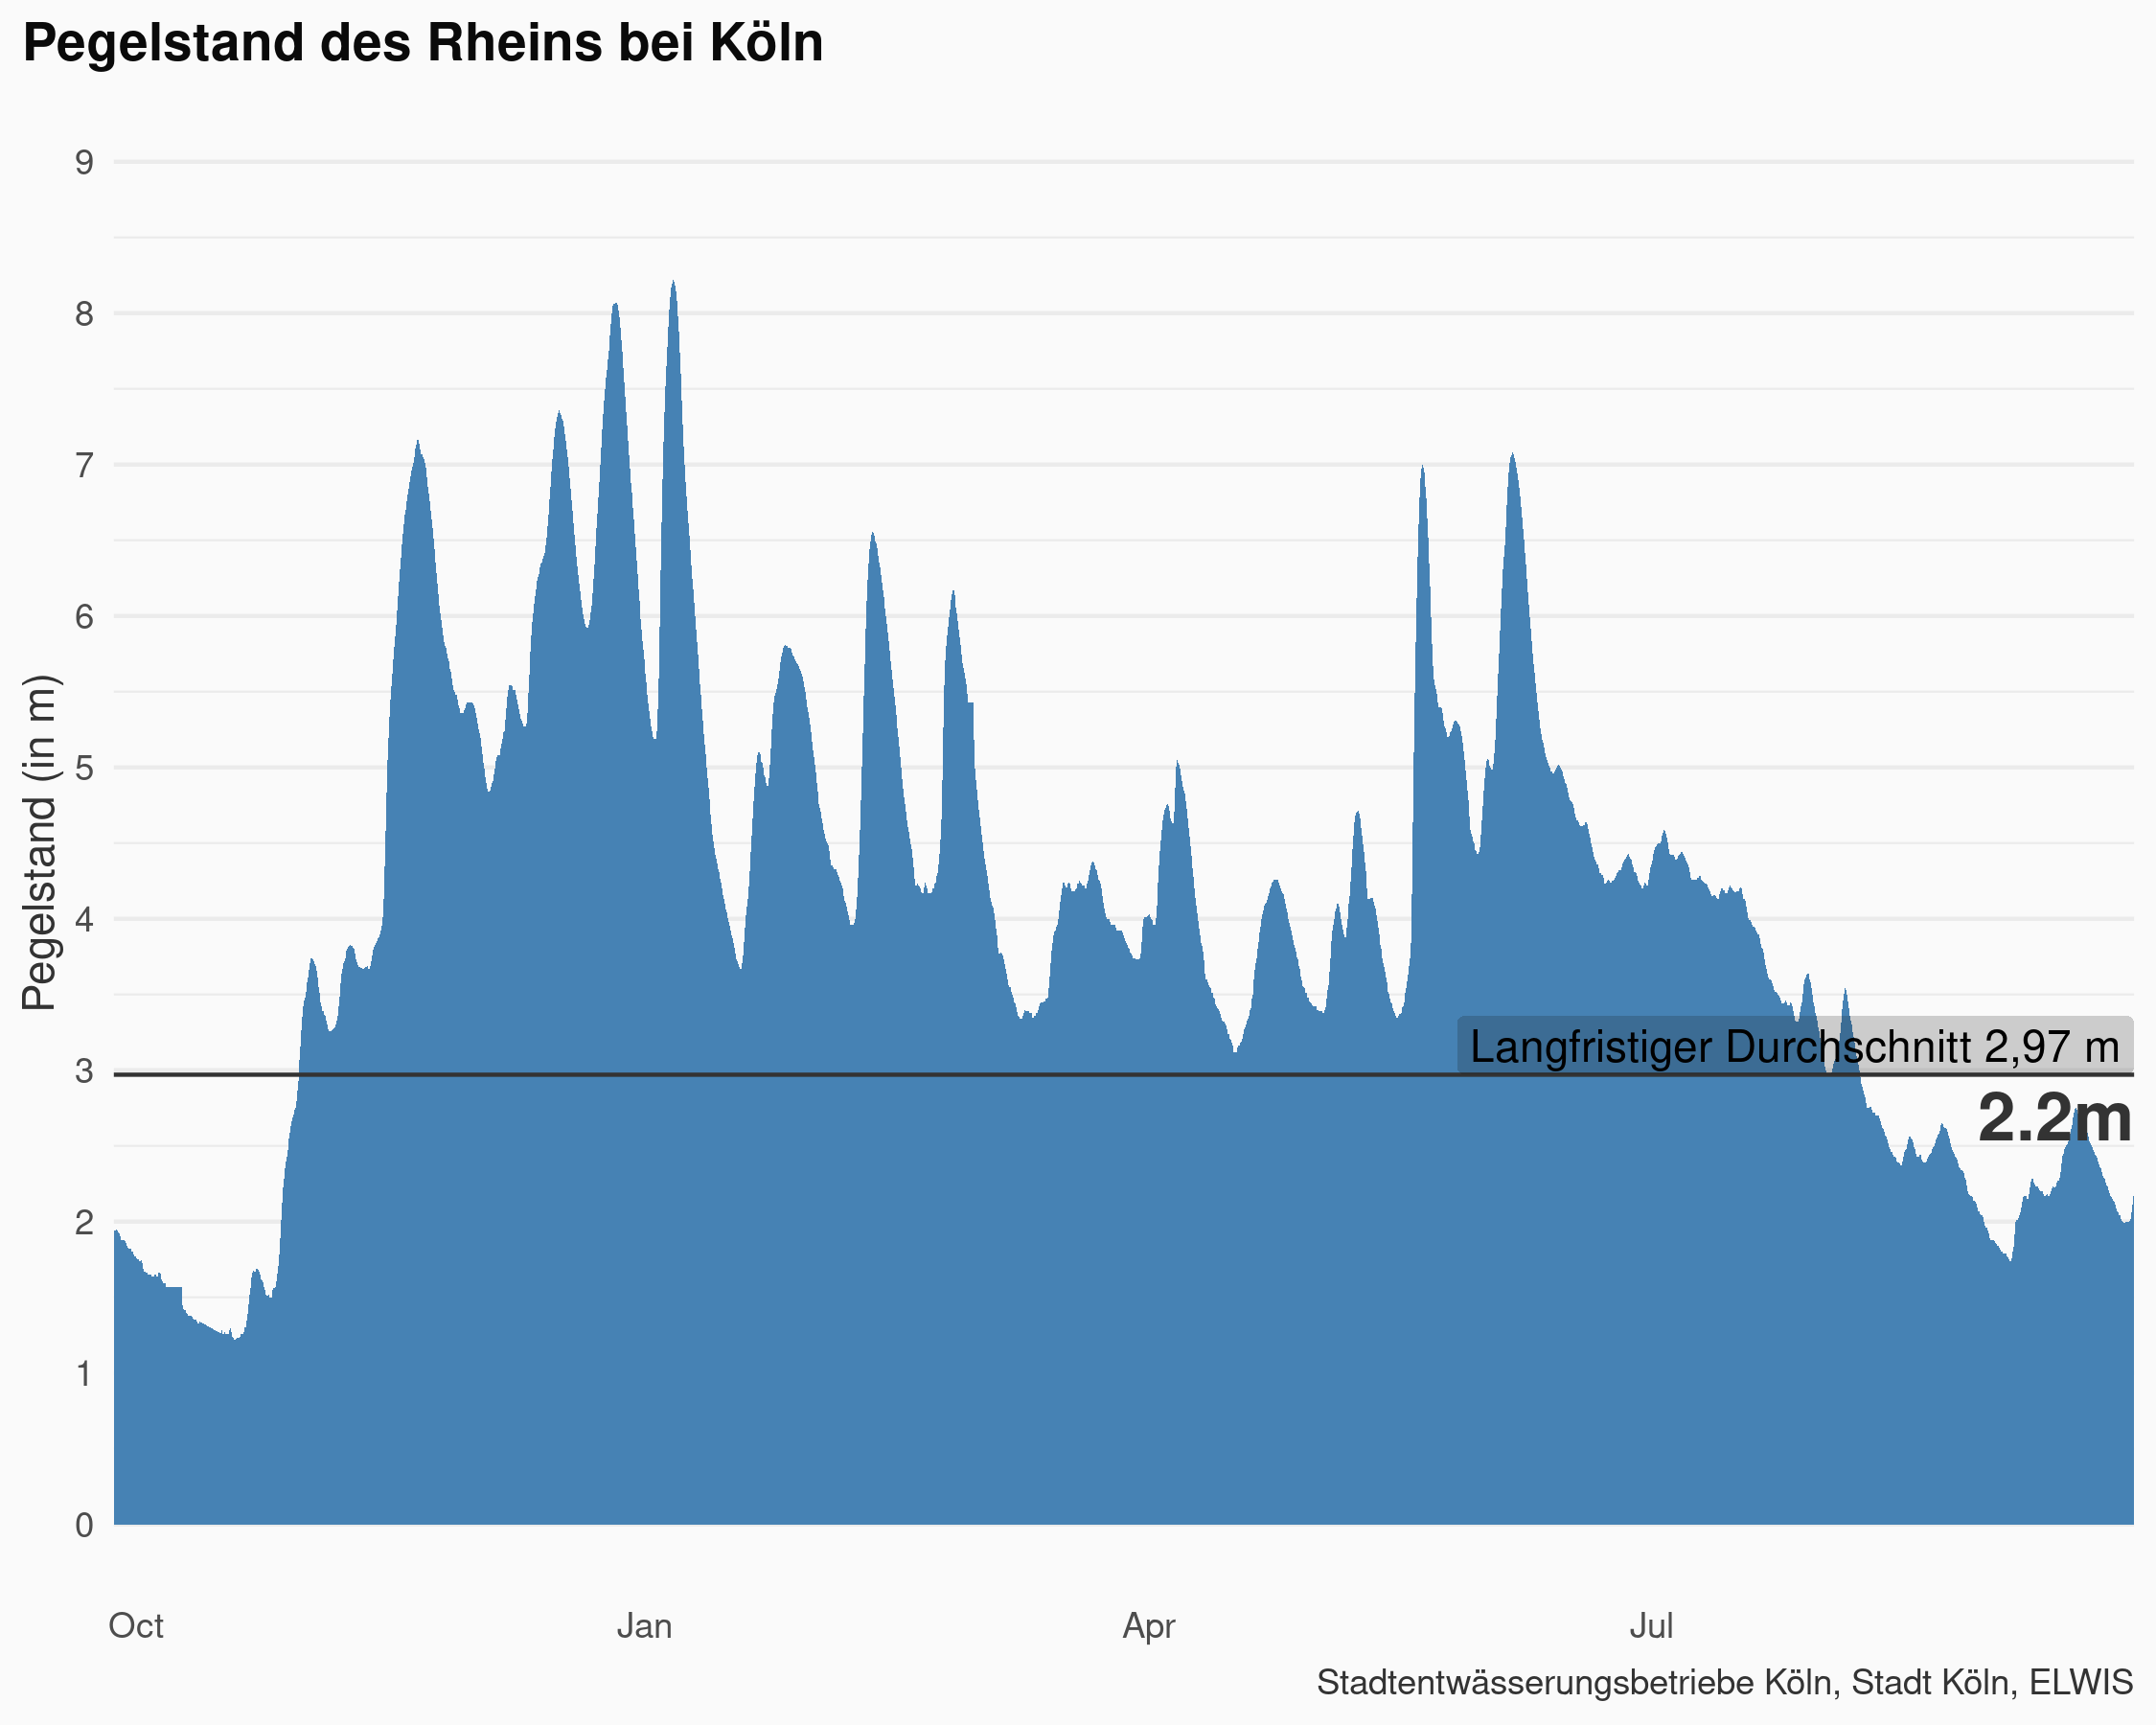 Pegelstand des Rheins bei Köln
9
8
7
6
5
4
3
2
1
0
Pegelstand (in m)
Langfristiger Durchschnitt 2,97 m
2.2m
Oct Jan Apr Jul
Stadtentwässerungsbetriebe Köln, Stadt Köln, ELWIS